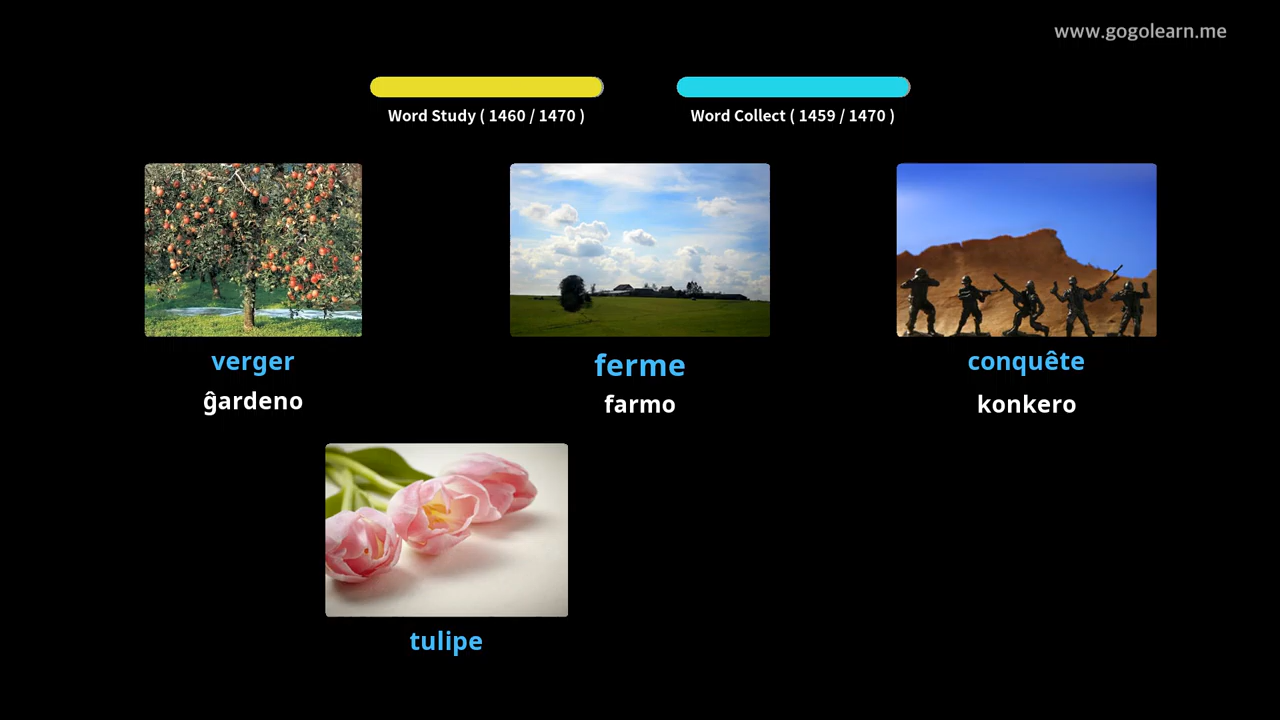 www.gogolearn.me
Word Study ( 1460 / 1470 )
Word Collect ( 1459 / 1470 )
verger
ĝardeno
ferme
farmo
conquête
konkero
tulipe